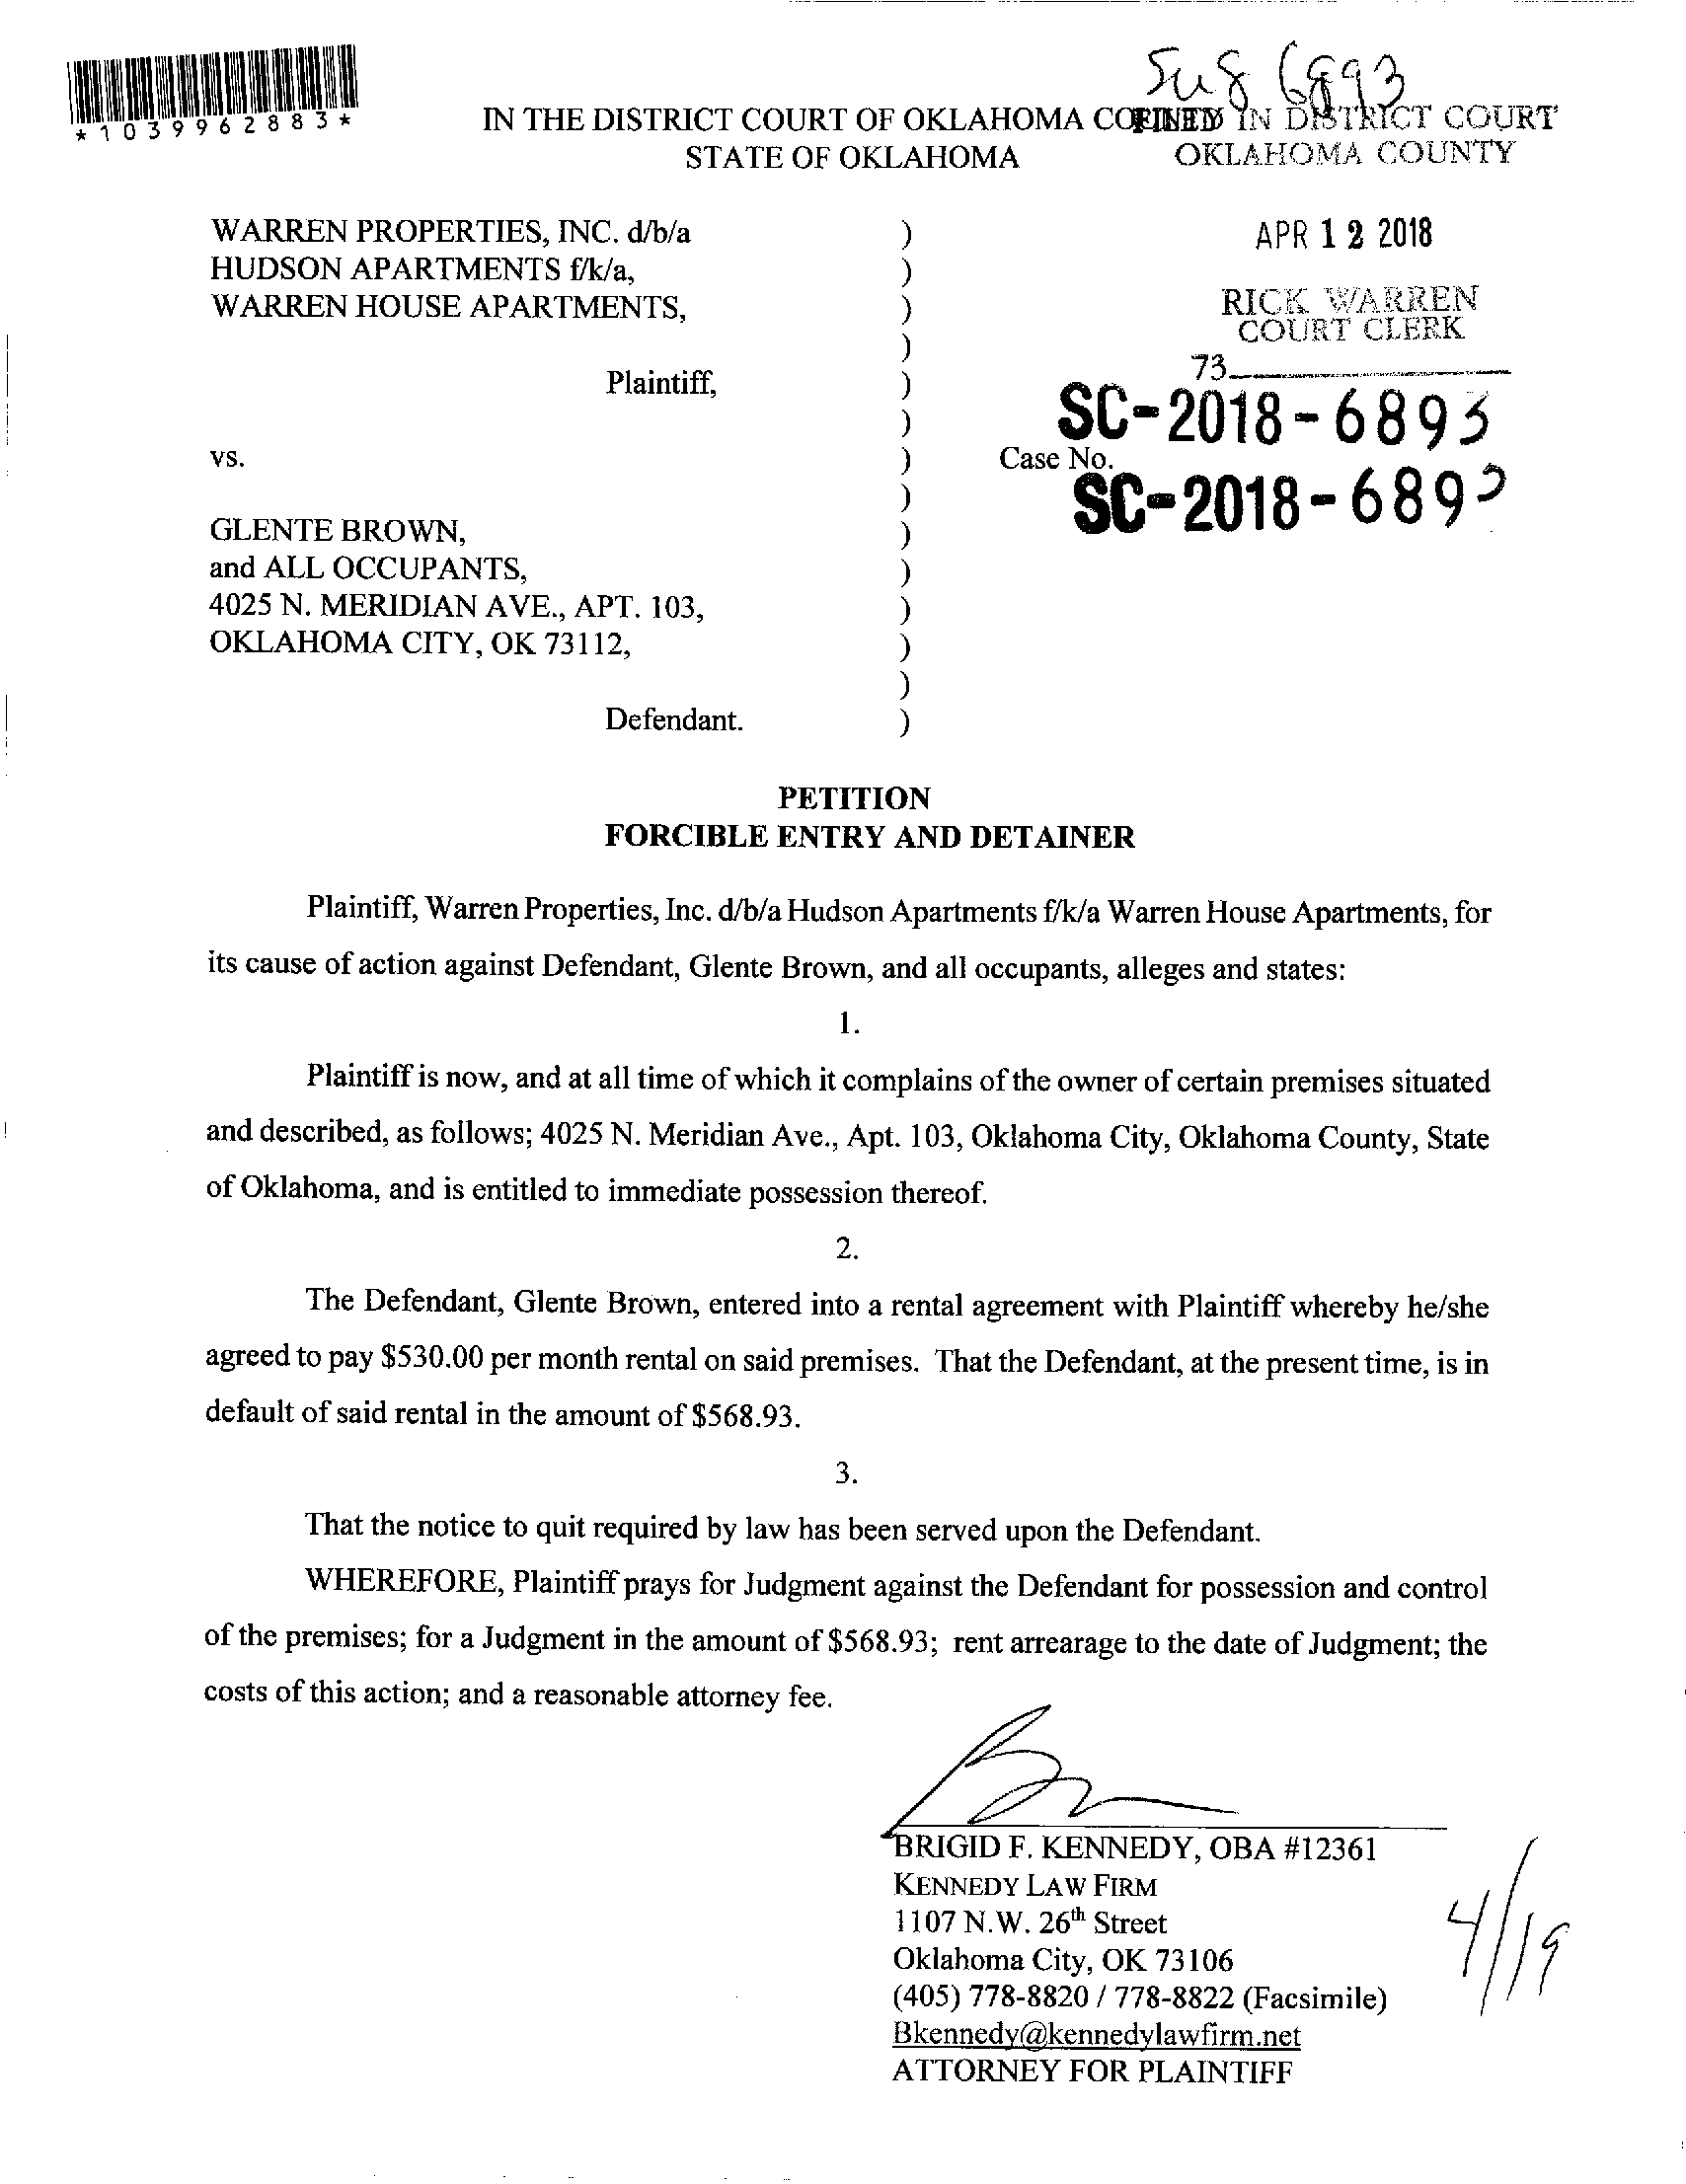 *1039962883*
6893
IN THE DISTRICT COURT OF OKLAHOMA COUNTY
STATE OF OKLAHOMA
FILED IN DISTRICT COURT
OKLAHOMA COUNTY
APR 12 2018
RICK WARREN
COURT CLERK
73
SC-2018-6893
Case No.
SC-2018-6893
WARREN PROPERTIES, INC. d/b/a )
HUDSON APARTMENTS f/k/a, )
WARREN HOUSE APARTMENTS, )
)
Plaintiff, )
)
vs. )
)
GLENTE BROWN, )
and ALL OCCUPANTS, )
4025 N. MERIDIAN AVE., APT. 103, )
OKLAHOMA CITY, OK 73112, )
)
Defendant. )
PETITION
FORCIBLE ENTRY AND DETAINER
Plaintiff, Warren Properties, Inc. d/b/a Hudson Apartments f/k/a Warren House Apartments, for
its cause of action against Defendant, Glente Brown, and all occupants, alleges and states:
1.
Plaintiff is now, and at all time of which it complains of the owner of certain premises situated
and described, as follows; 4025 N. Meridian Ave., Apt. 103, Oklahoma City, Oklahoma County, State
of Oklahoma, and is entitled to immediate possession thereof.
2.
The Defendant, Glente Brown, entered into a rental agreement with Plaintiff whereby he/she
agreed to pay $530.00 per month rental on said premises. That the Defendant, at the present time, is in
default of said rental in the amount of $568.93.
3.
That the notice to quit required by law has been served upon the Defendant.
WHEREFORE, Plaintiff prays for Judgment against the Defendant for possession and control
of the premises; for a Judgment in the amount of $568.93; rent arrearage to the date of Judgment; the
costs of this action; and a reasonable attorney fee.
BRIGID F. KENNEDY, OBA #12361
KENNEDY LAW FIRM
1107 N.W. 26th Street
Oklahoma City, OK 73106
(405) 778-8820 / 778-8822 (Facsimile)
Bkennedy@kennedylawfirm.net
ATTORNEY FOR PLAINTIFF
4/19